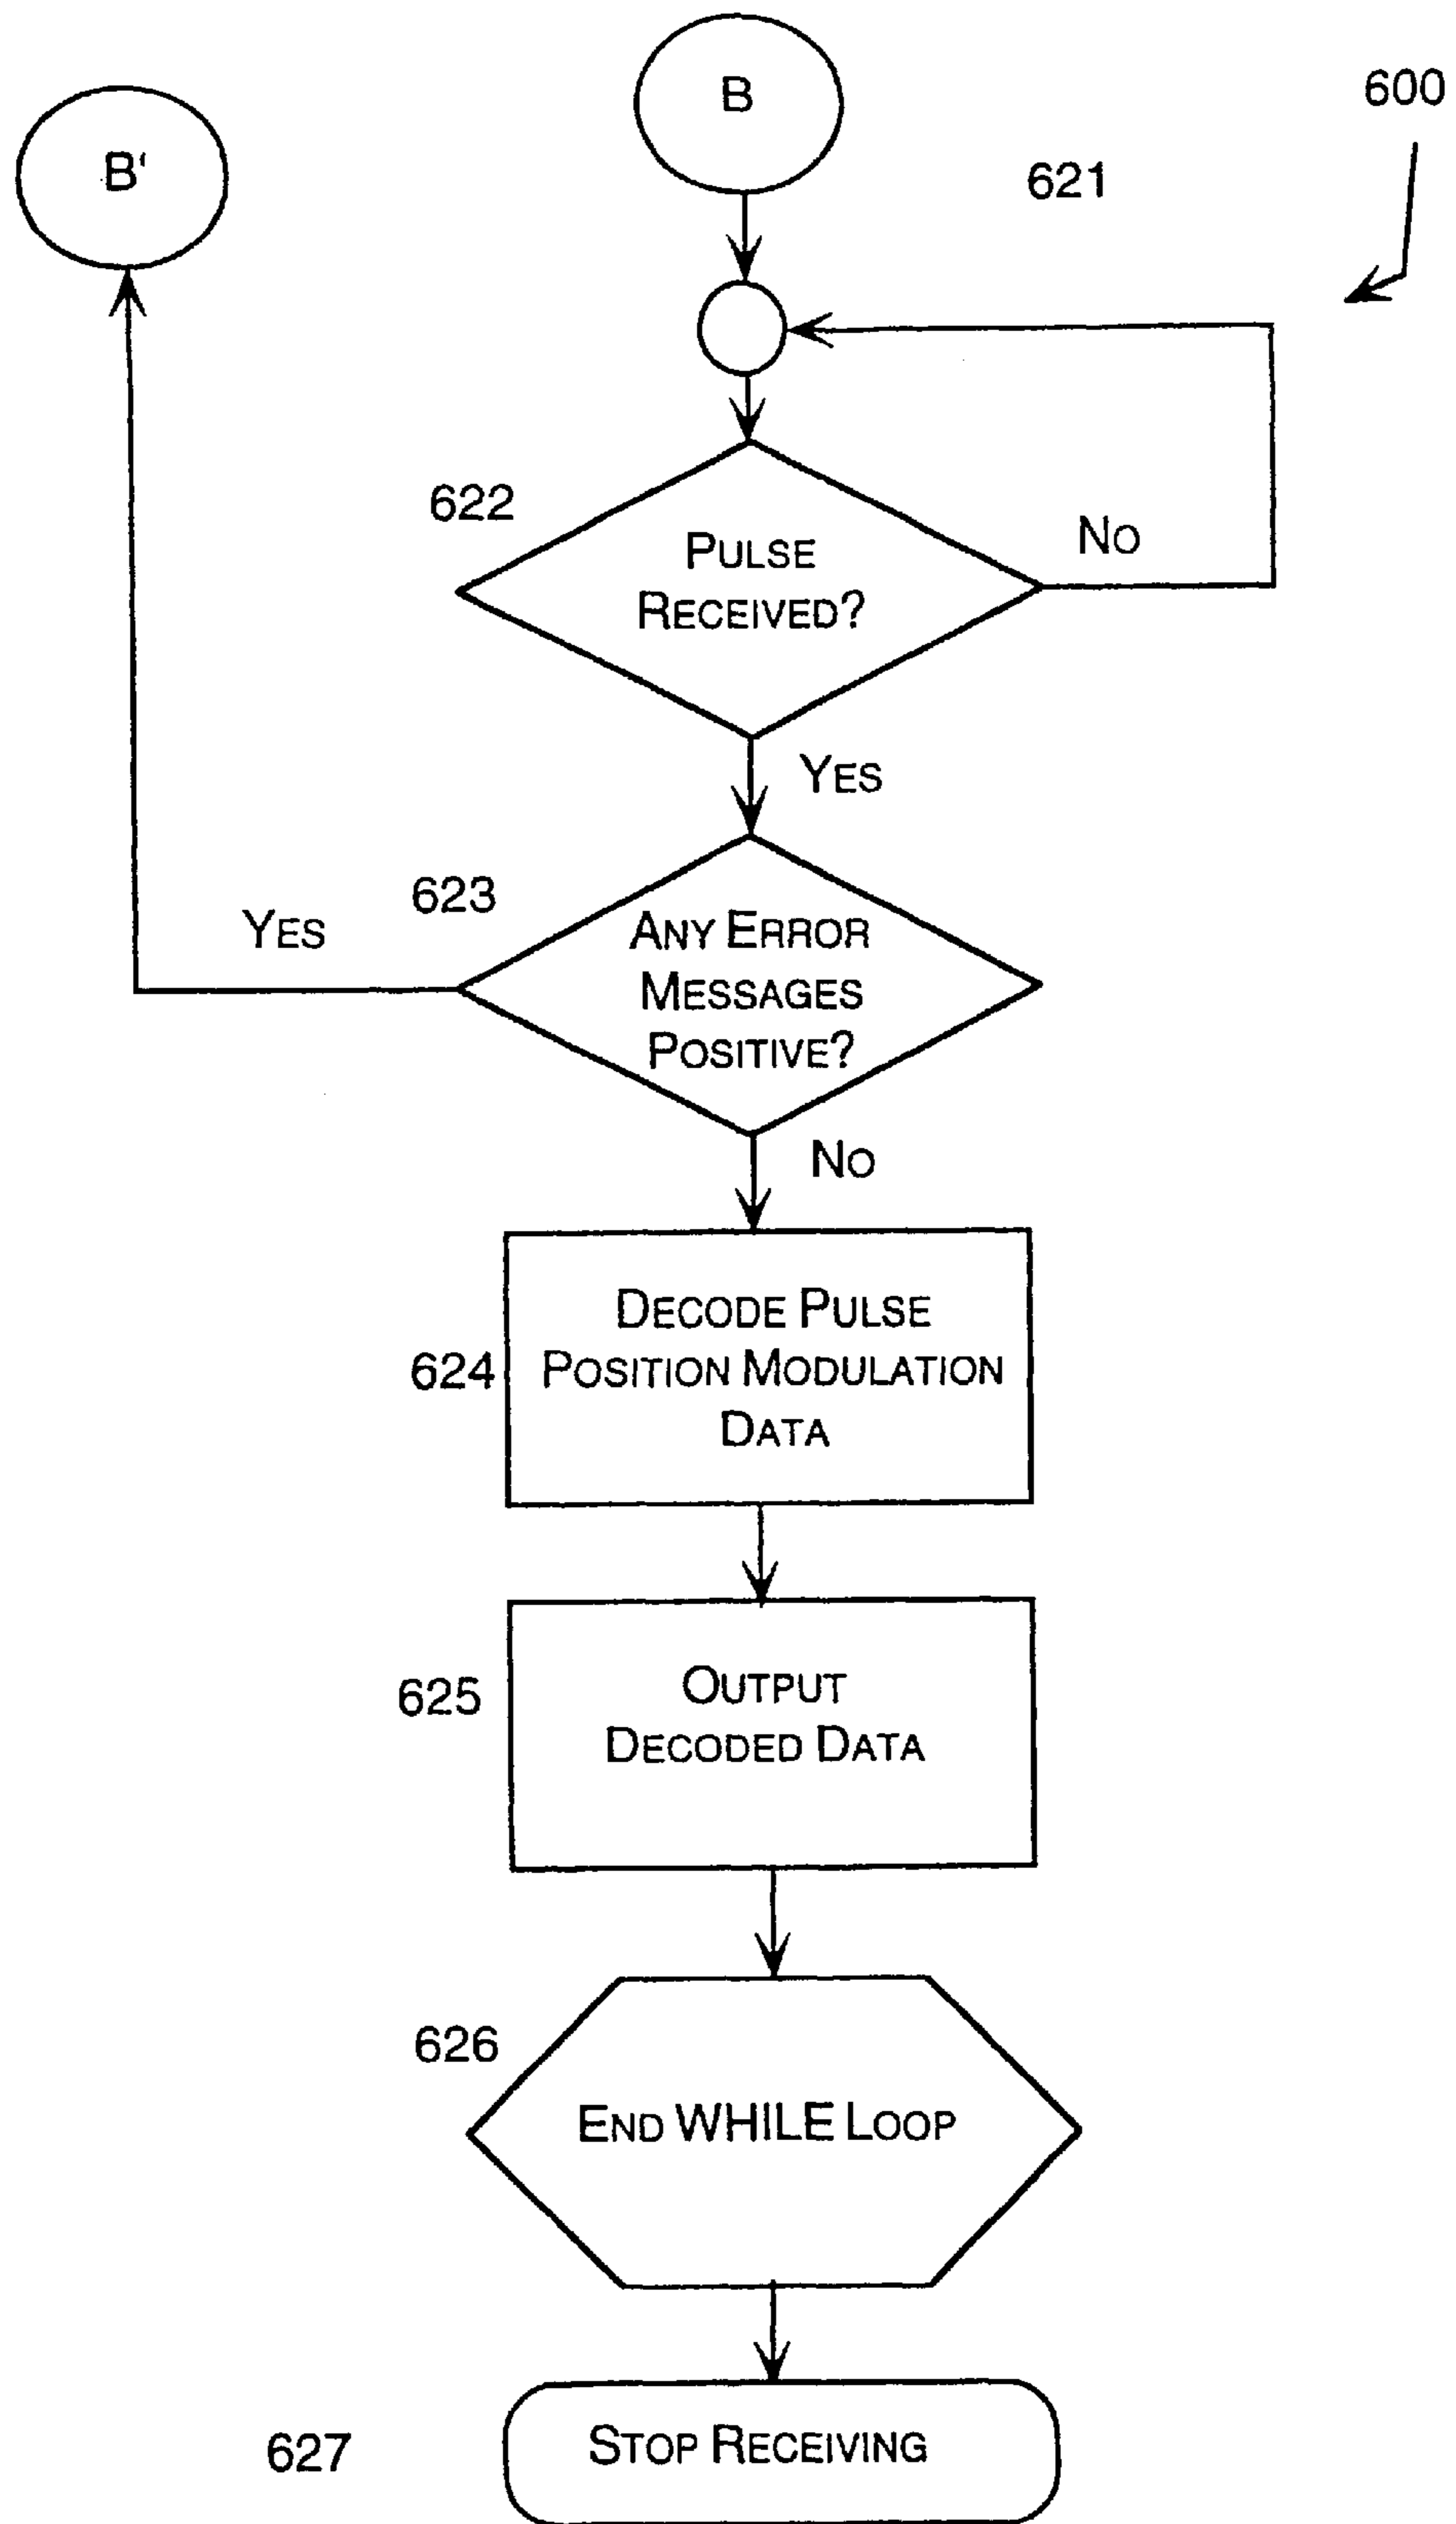 B
600
B'
621
622
PULSE
RECEIVED?
NO
YES
623
YES
ANY ERROR
MESSAGES
POSITIVE?
NO
624
DECODE PULSE
POSITION MODULATION
DATA
625
OUTPUT
DECODED DATA
626
END WHILE LOOP
627
STOP RECEIVING